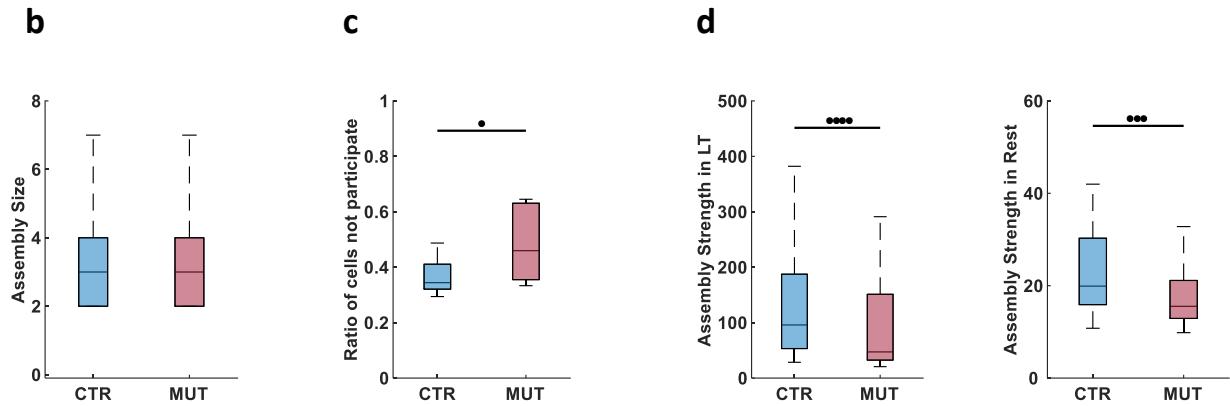 b
c
d
Assembly Size
8
6
4
2
0
CTR MUT
Ratio of cells not participate
1
0.8
0.6
0.4
0.2
0
CTR MUT
Assembly Strength in LT
500
400
300
200
100
0
CTR MUT
Assembly Strength in Rest
60
40
20
0
CTR MUT